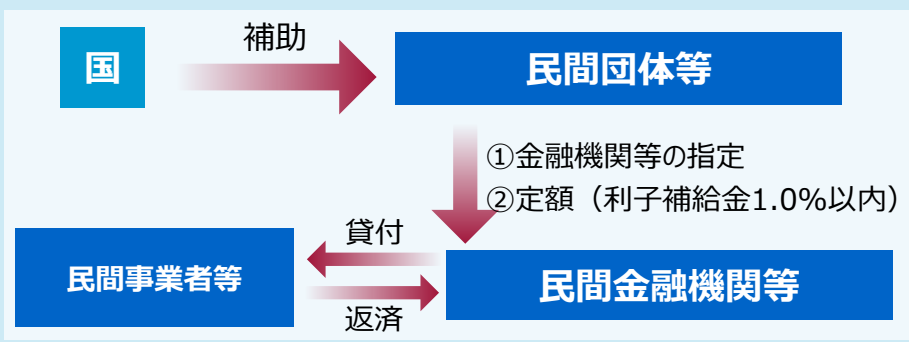 補助
国
民間団体等
①金融機関等の指定
②定額（利子補給金1.0%以内）
貸付
民間事業者等
民間金融機関等
返済